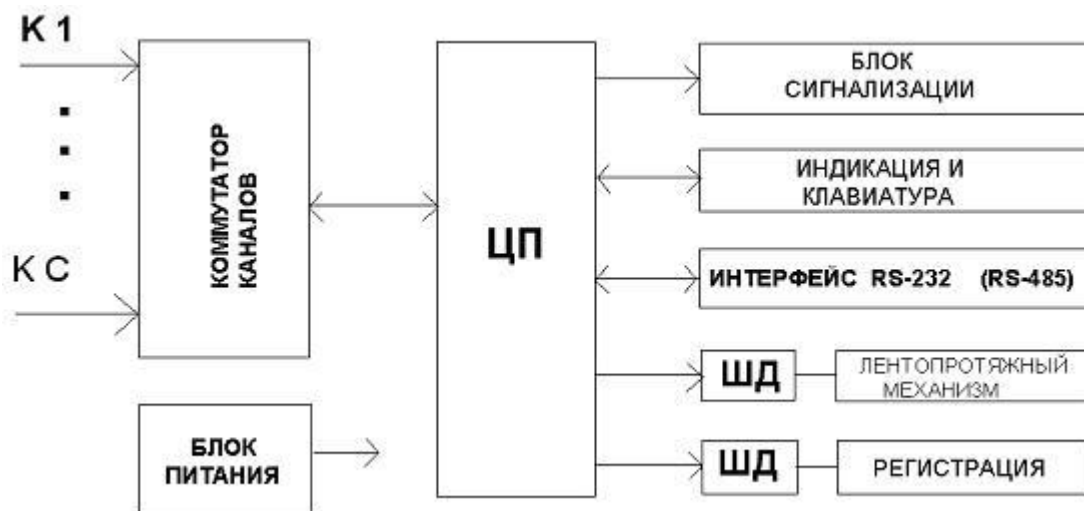 К 1
К С
КОММУТАТОР
КАНАЛОВ
БЛОК
ПИТАНИЯ
ЦП
БЛОК
СИГНАЛИЗАЦИИ
ИНДИКАЦИЯ И
КЛАВИАТУРА
ИНТЕРФЕЙС RS-232 (RS-485)
ШД
ЛЕНТОПРОТЯЖНЫЙ
МЕХАНИЗМ
ШД
РЕГИСТРАЦИЯ